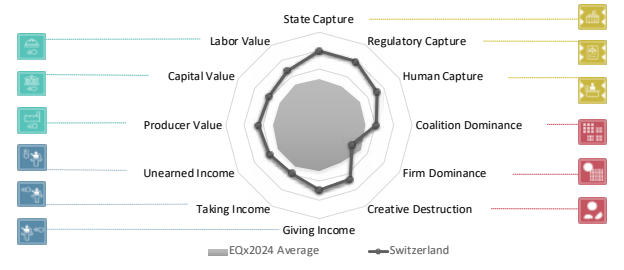 State Capture
Labor Value
Regulatory Capture
Capital Value
Human Capture
Producer Value
Coalition Dominance
Unearned Income
Firm Dominance
Taking Income
Creative Destruction
Giving Income
EQx2024 Average
Switzerland